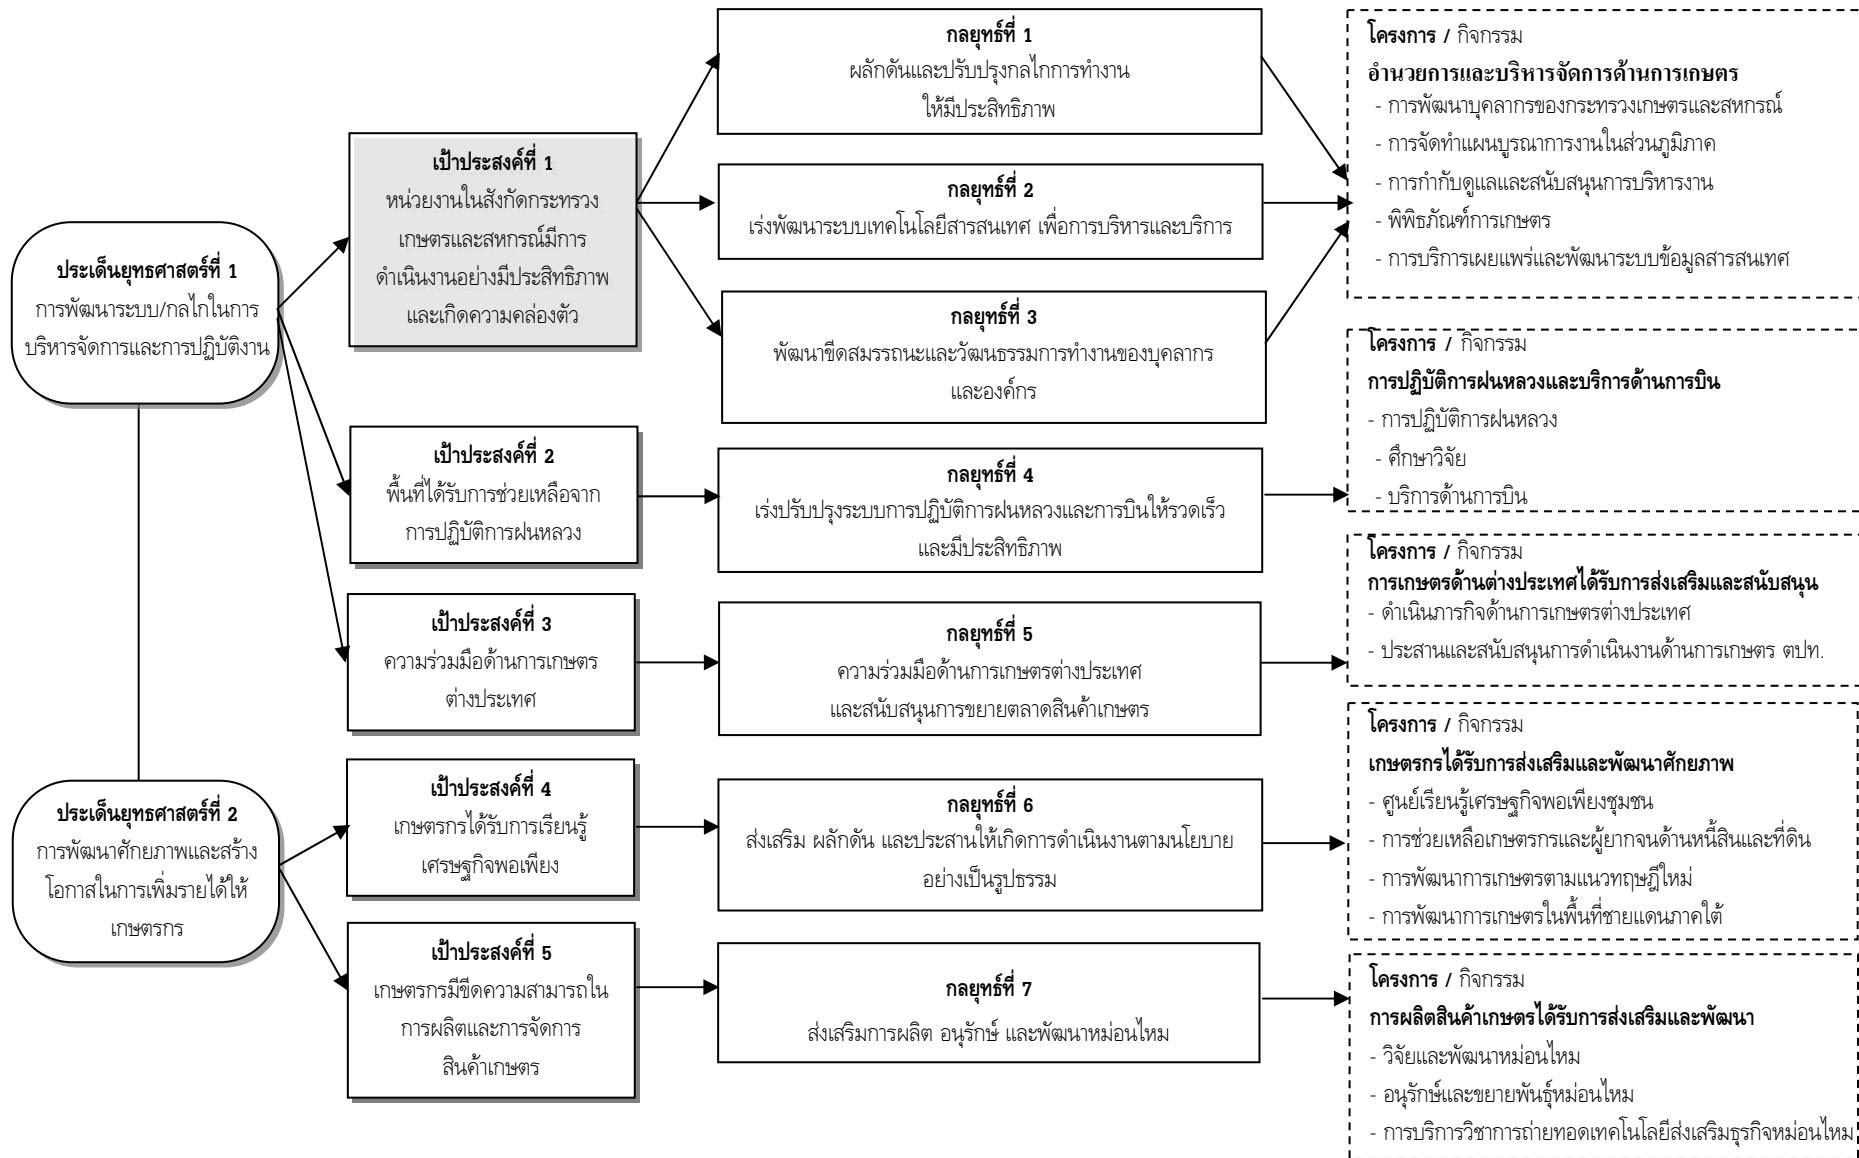 ประเด็นยุทธศาสตร์ที่ 1
การพัฒนาระบบ/กลไกในการ
บริหารจัดการและการปฏิบัติงาน
ประเด็นยุทธศาสตร์ที่ 2
การพัฒนาศักยภาพและสร้าง
โอกาสในการเพิ่มรายได้ให้
เกษตรกร
เป้าประสงค์ที่ 1
หน่วยงานในสังกัดกระทรวง
เกษตรและสหกรณ์มีการ
ดำเนินงานอย่างมีประสิทธิภาพ
และเกิดความคล่องตัว
เป้าประสงค์ที่ 2
พื้นที่ได้รับการช่วยเหลือจาก
การปฏิบัติการฝนหลวง
เป้าประสงค์ที่ 3
ความร่วมมือด้านการเกษตร
ต่างประเทศ
เป้าประสงค์ที่ 4
เกษตรกรได้รับการเรียนรู้
เศรษฐกิจพอเพียง
เป้าประสงค์ที่ 5
เกษตรกรมีขีดความสามารถใน
การผลิตและการจัดการ
สินค้าเกษตร
กลยุทธ์ที่ 1
ผลักดันและปรับปรุงกลไกการทำงาน
ให้มีประสิทธิภาพ
กลยุทธ์ที่ 2
เร่งพัฒนาระบบเทคโนโลยีสารสนเทศ เพื่อการบริหารและบริการ
กลยุทธ์ที่ 3
พัฒนาขีดสมรรถนะและวัฒนธรรมการทำงานของบุคลากร
และองค์กร
กลยุทธ์ที่ 4
เร่งปรับปรุงระบบการปฏิบัติการฝนหลวงและการบินให้รวดเร็ว
และมีประสิทธิภาพ
กลยุทธ์ที่ 5
ความร่วมมือด้านการเกษตรต่างประเทศ
และสนับสนุนการขยายตลาดสินค้าเกษตร
กลยุทธ์ที่ 6
ส่งเสริม ผลักดัน และประสานให้เกิดการดำเนินงานตามนโยบาย
อย่างเป็นรูปธรรม
กลยุทธ์ที่ 7
ส่งเสริมการผลิต อนุรักษ์ และพัฒนาหม่อนไหม
โครงการ / กิจกรรม
อำนวยการและบริหารจัดการด้านการเกษตร
- การพัฒนาบุคลากรของกระทรวงเกษตรและสหกรณ์
- การจัดทำแผนบูรณาการงานในส่วนภูมิภาค
- การกำกับดูแลและสนับสนุนการบริหารงาน
- พิพิธภัณฑ์การเกษตร
- การบริการเผยแพร่และพัฒนาระบบข้อมูลสารสนเทศ
โครงการ / กิจกรรม
การปฏิบัติการฝนหลวงและบริการด้านการบิน
- การปฏิบัติการฝนหลวง
- ศึกษาวิจัย
- บริการด้านการบิน
โครงการ / กิจกรรม
การเกษตรด้านต่างประเทศได้รับการส่งเสริมและสนับสนุน
- ดำเนินภารกิจด้านการเกษตรต่างประเทศ
- ประสานและสนับสนุนการดำเนินงานด้านการเกษตร ตปท.
โครงการ / กิจกรรม
เกษตรกรได้รับการส่งเสริมและพัฒนาศักยภาพ
- ศูนย์เรียนรู้เศรษฐกิจพอเพียงชุมชน
- การช่วยเหลือเกษตรกรและผู้ยากจนด้านหนี้สินและที่ดิน
- การพัฒนาการเกษตรตามแนวทฤษฎีใหม่
- การพัฒนาการเกษตรในพื้นที่ชายแดนภาคใต้
โครงการ / กิจกรรม
การผลิตสินค้าเกษตรได้รับการส่งเสริมและพัฒนา
- วิจัยและพัฒนาหม่อนไหม
- อนุรักษ์และขยายพันธุ์หม่อนไหม
- การบริการวิชาการถ่ายทอดเทคโนโลยีส่งเสริมธุรกิจหม่อนไหม